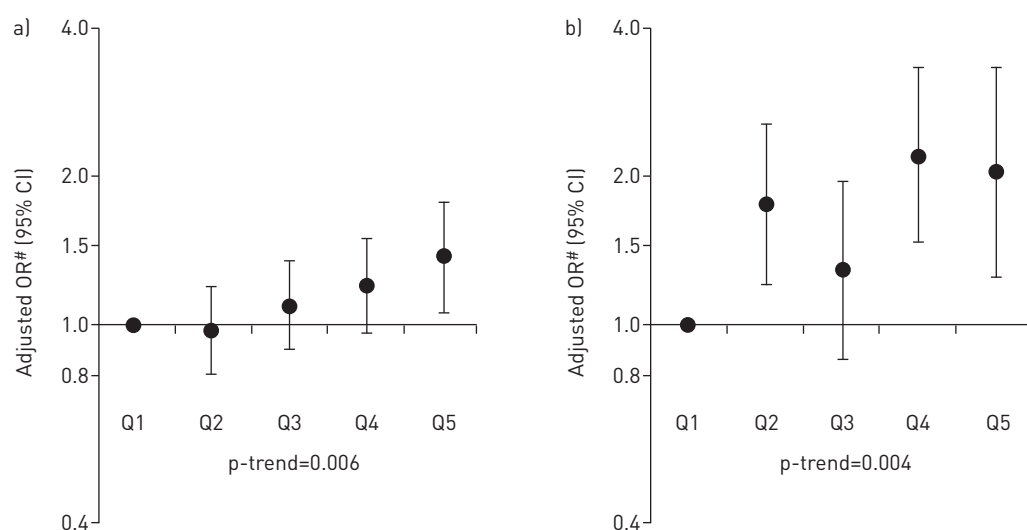 a)
4.0
2.0
1.5
1.0
0.8
0.4
Adjusted OR# (95% CI)
Q1 Q2 Q3 Q4 Q5
p-trend=0.006
b)
4.0
2.0
1.5
1.0
0.8
0.4
Adjusted OR# (95% CI)
Q1 Q2 Q3 Q4 Q5
p-trend=0.004